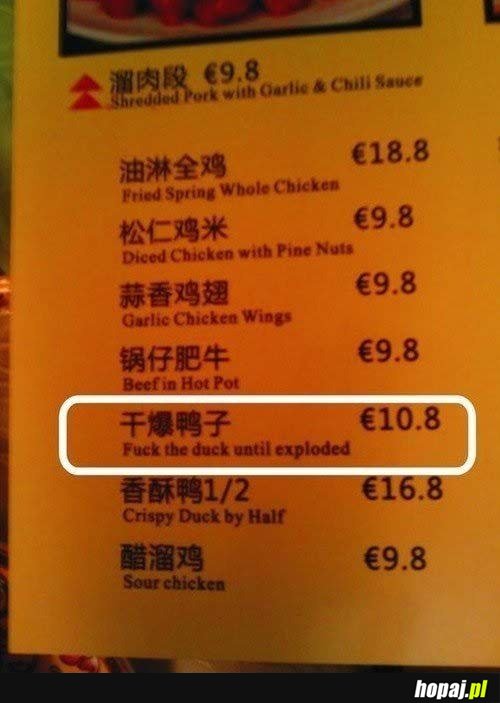 溜肉段 €9.8
Shredded Pork with Garlic & Chili Sauce
油淋全鸡 €18.8
Fried Spring Whole Chicken
松仁鸡米 €9.8
Diced Chicken with Pine Nuts
蒜香鸡翅 €9.8
Garlic Chicken Wings
锅仔肥牛 €9.8
Beef in Hot Pot
干爆鸭子 €10.8
Fuck the duck until exploded
香酥鸭1/2 €16.8
Crispy Duck by Half
醋溜鸡 €9.8
Sour chicken
hopaj.pl